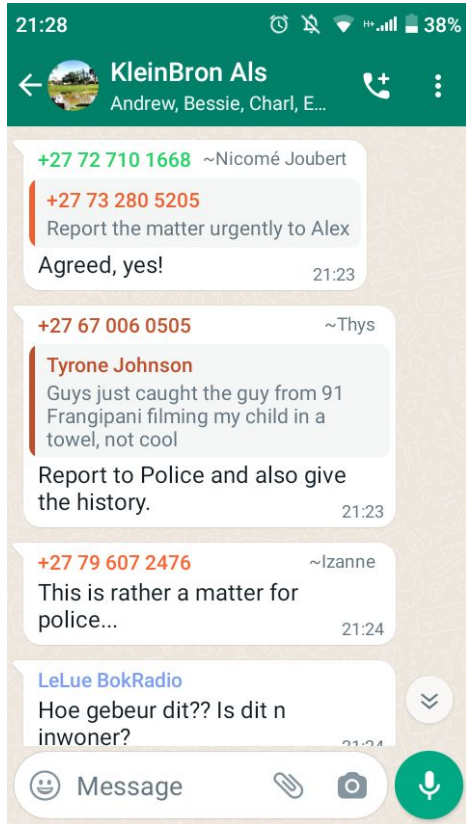 21:28 H+ 38%
KleinBron Als
Andrew, Bessie, Charl, E...
+27 72 710 1668 ~Nicomé Joubert
+27 73 280 5205
Report the matter urgently to Alex
Agreed, yes!
21:23
+27 67 006 0505 ~Thys
Tyrone Johnson
Guys just caught the guy from 91
Frangipani filming my child in a
towel, not cool
Report to Police and also give
the history.
21:23
+27 79 607 2476 ~Izanne
This is rather a matter for
police...
21:24
LeLue BokRadio
Hoe gebeur dit?? Is dit n
inwoner?
21:24
Message